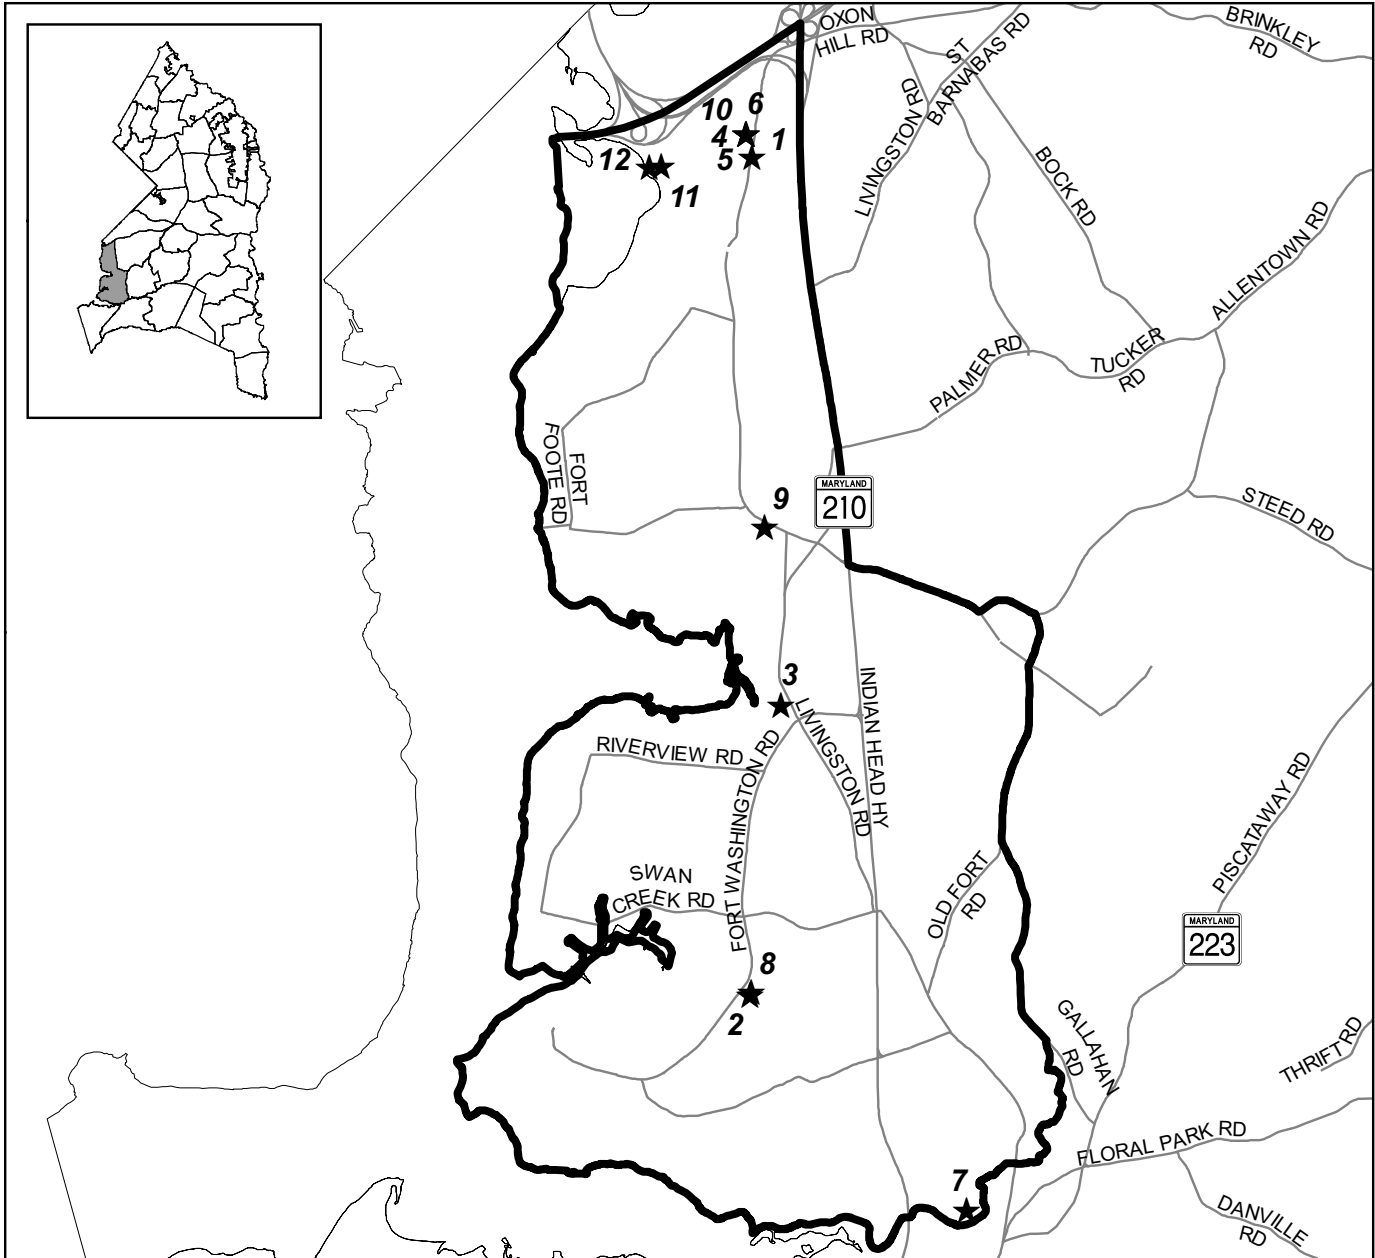 OXON
HILL RD
ST
BARNABAS RD
BRINKLEY
RD
LIVINGSTON RD
10
6
4
1
5
12
11
BOCK RD
ALLENTOWN RD
PALMER RD
TUCKER
RD
FORT
FOOTE RD
9
MARYLAND
210
STEED RD
3
INDIAN HEAD HY
LIVINGSTON RD
RIVERVIEW RD
FORT WASHINGTON RD
PISCATAWAY RD
SWAN
CREEK RD
OLD FORT
RD
MARYLAND
223
8
2
GALLAHAN
RD
THRIFT RD
FLORAL PARK RD
7
DANVILLE
RD